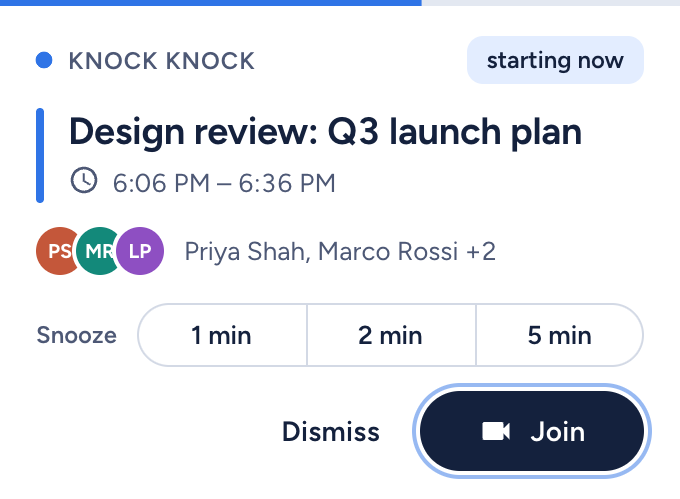 KNOCK KNOCK
starting now
Design review: Q3 launch plan
6:06 PM – 6:36 PM
PS MR LP Priya Shah, Marco Rossi +2
Snooze 1 min 2 min 5 min
Dismiss Join